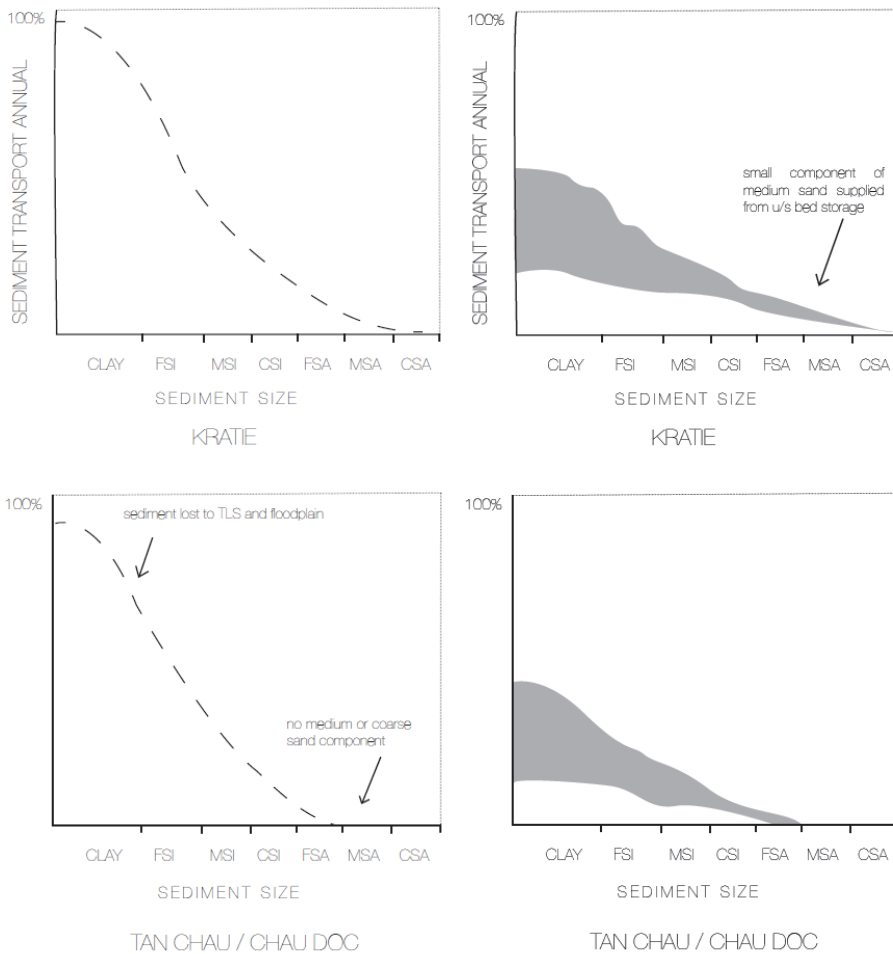 100%
SEDIMENT TRANSPORT ANNUAL
CLAY FSI MSI CSI FSA MSA CSA
SEDIMENT SIZE
KRATIE
100%
SEDIMENT TRANSPORT ANNUAL
small component of
medium sand supplied
from u/s bed storage
CLAY FSI MSI CSI FSA MSA CSA
SEDIMENT SIZE
KRATIE
100%
sediment lost to TLS and floodplain
no medium or coarse
sand component
CLAY FSI MSI CSI FSA MSA CSA
SEDIMENT SIZE
TAN CHAU / CHAU DOC
100%
CLAY FSI MSI CSI FSA MSA CSA
SEDIMENT SIZE
TAN CHAU / CHAU DOC